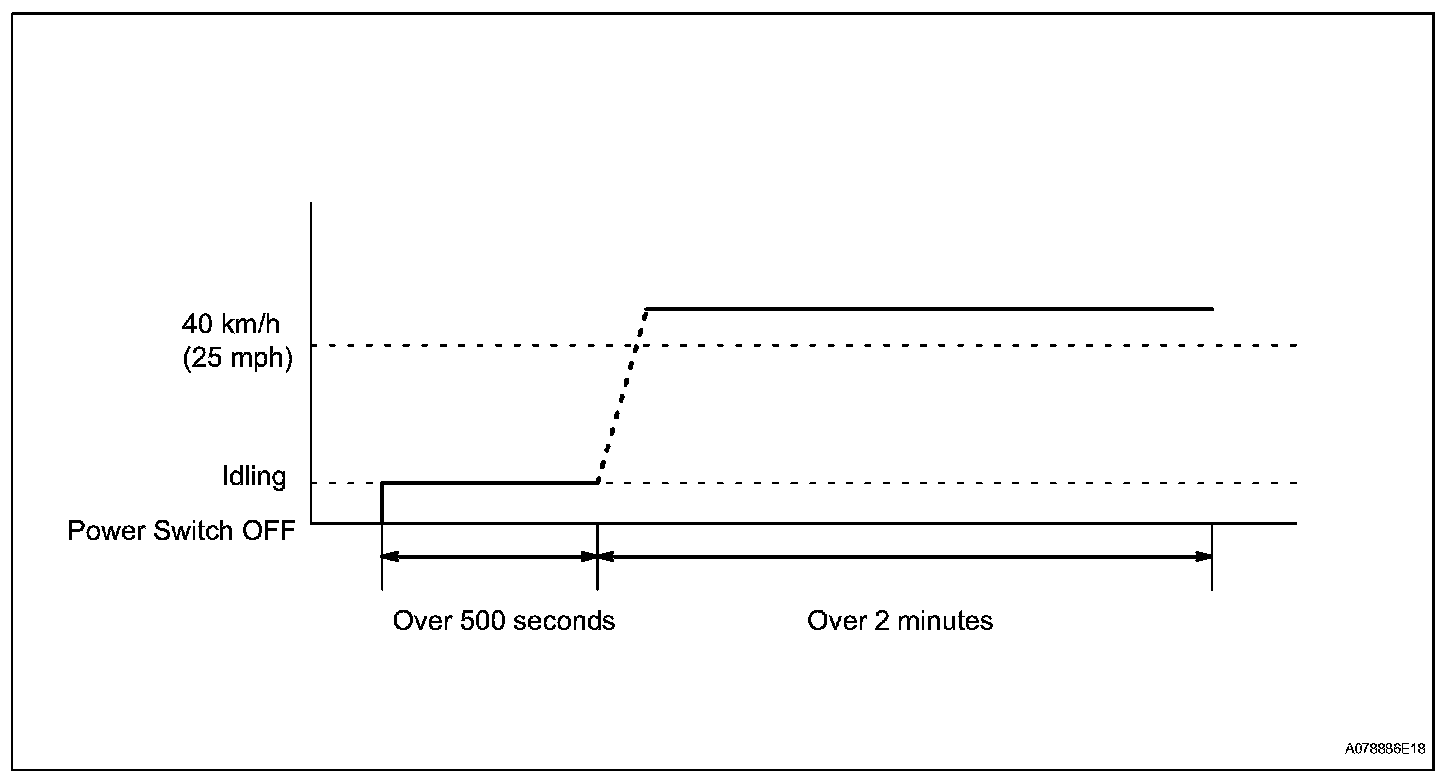 40 km/h
(25 mph)
Idling
Power Switch OFF
Over 500 seconds
Over 2 minutes
A078886E18